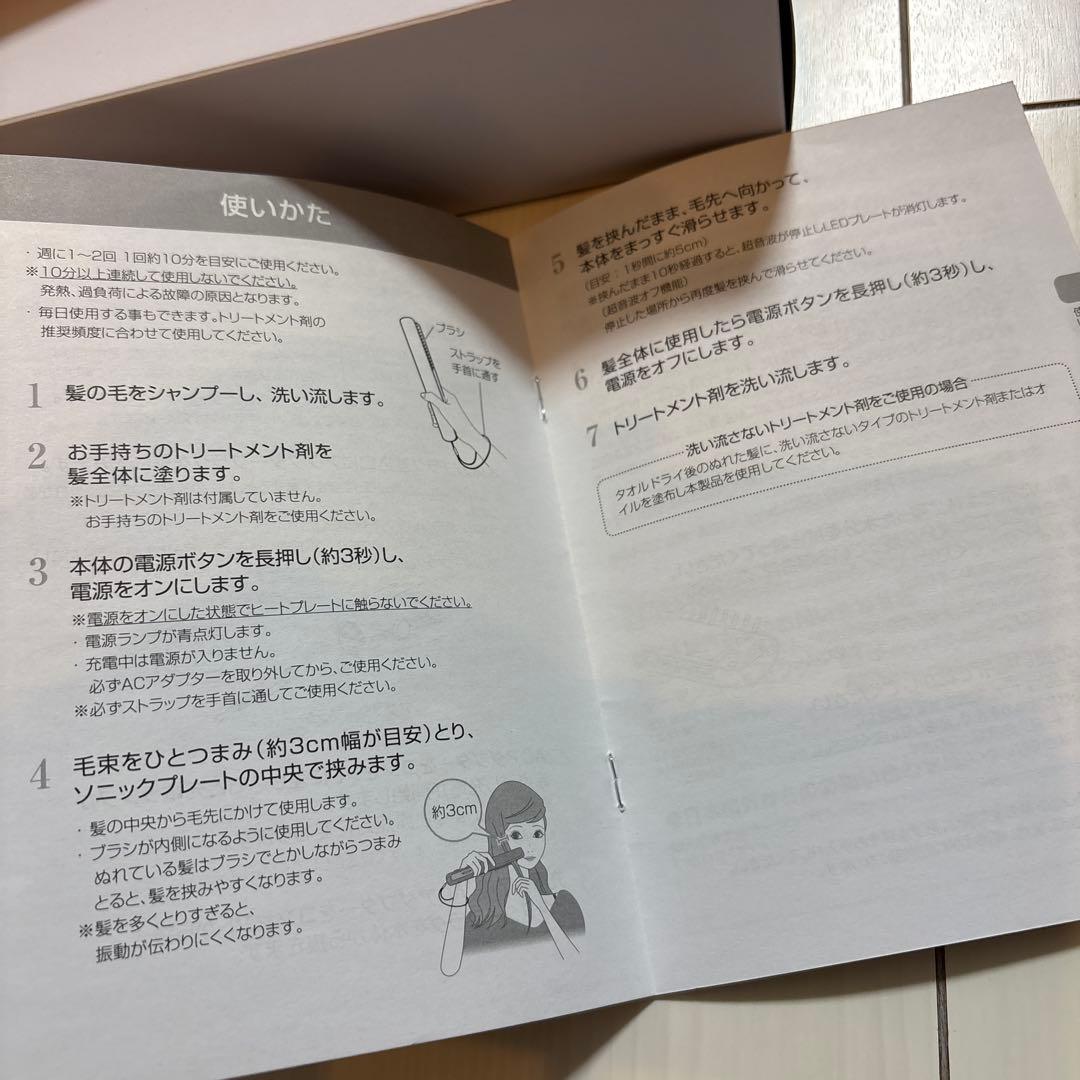 使いかた
・週に1～2回 1回約10分を目安にご使用ください。
※10分以上連続して使用しないでください。
発熱、過負荷による故障の原因となります。
・毎日使用する事もできます。トリートメント剤の
推奨頻度に合わせて使用してください。
ブラシ
ストラップを
手首に通す
1 髪の毛をシャンプーし、洗い流します。
2 お手持ちのトリートメント剤を
髪全体に塗ります。
※トリートメント剤は付属していません。
お手持ちのトリートメント剤をご使用ください。
3 本体の電源ボタンを長押し(約3秒)し、
電源をオンにします。
※電源をオンにした状態でヒートプレートに触らないでください。
・電源ランプが青点灯します。
・充電中は電源が入りません。
必ずACアダプターを取り外してから、ご使用ください。
※必ずストラップを手首に通してご使用ください。
4 毛束をひとつまみ(約3cm幅が目安)とり、
ソニックプレートの中央で挟みます。
・髪の中央から毛先にかけて使用します。
・ブラシが内側になるように使用してください。
ぬれている髪はブラシでとかしながらつまみ
とると、髪を挟みやすくなります。
※髪を多くとりすぎると、
振動が伝わりにくくなります。
約3cm
5 髪を挟んだまま、毛先へ向かって、
本体をまっすぐ滑らせます。
(目安：1秒間に約5cm)
※挟んだまま10秒経過すると、超音波が停止しLEDプレートが消灯します。
(超音波オフ機能)
停止した場所から再度髪を挟んで滑らせてください。
6 髪全体に使用したら電源ボタンを長押し(約3秒)し、
電源をオフにします。
7 トリートメント剤を洗い流します。
洗い流さないトリートメント剤をご使用の場合
タオルドライ後のぬれた髪に、洗い流さないタイプのトリートメント剤またはオ
イルを塗布し本製品を使用してください。